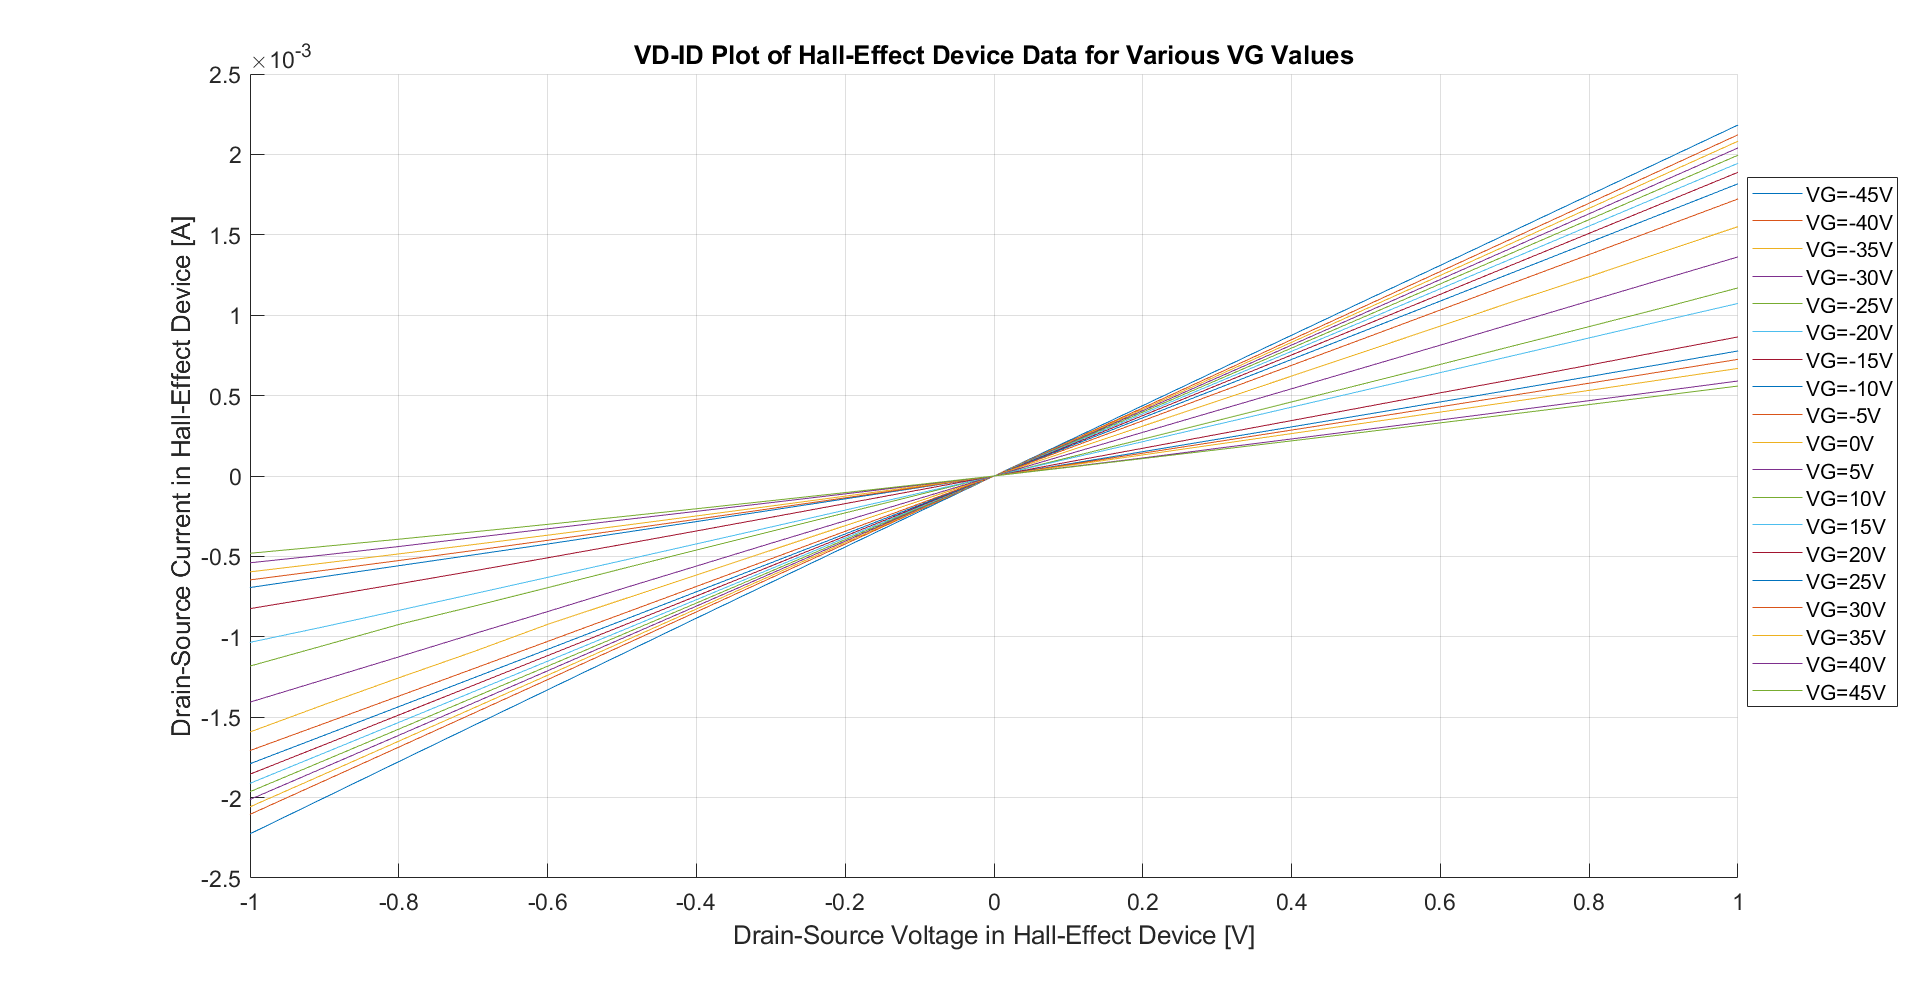 VD-ID Plot of Hall-Effect Device Data for Various VG Values
×10-3
2.5
2
1.5
1
0.5
0
-0.5
-1
-1.5
-2
-2.5
Drain-Source Current in Hall-Effect Device [A]
-1 -0.8 -0.6 -0.4 -0.2 0 0.2 0.4 0.6 0.8 1
Drain-Source Voltage in Hall-Effect Device [V]
VG=-45V
VG=-40V
VG=-35V
VG=-30V
VG=-25V
VG=-20V
VG=-15V
VG=-10V
VG=-5V
VG=0V
VG=5V
VG=10V
VG=15V
VG=20V
VG=25V
VG=30V
VG=35V
VG=40V
VG=45V